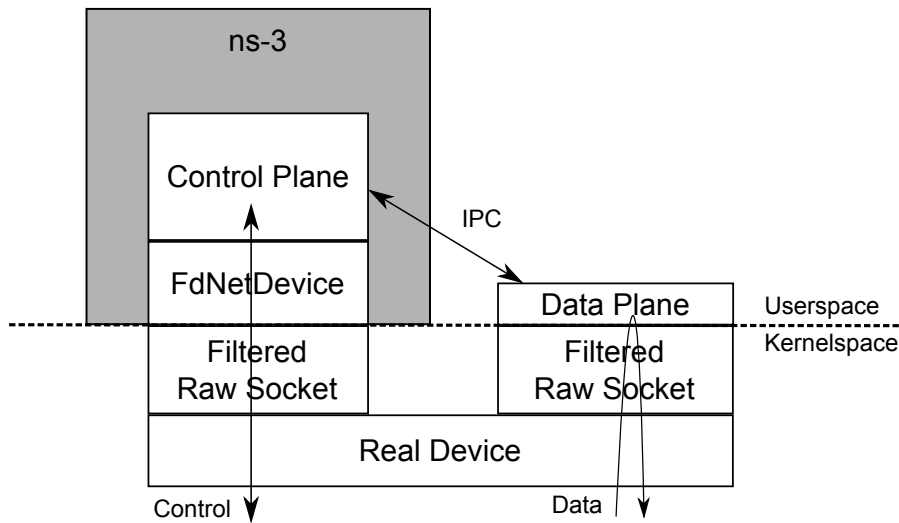 ns-3
Control Plane
IPC
FdNetDevice
Data Plane
Userspace
Kernelspace
Filtered
Raw Socket
Filtered
Raw Socket
Real Device
Control
Data